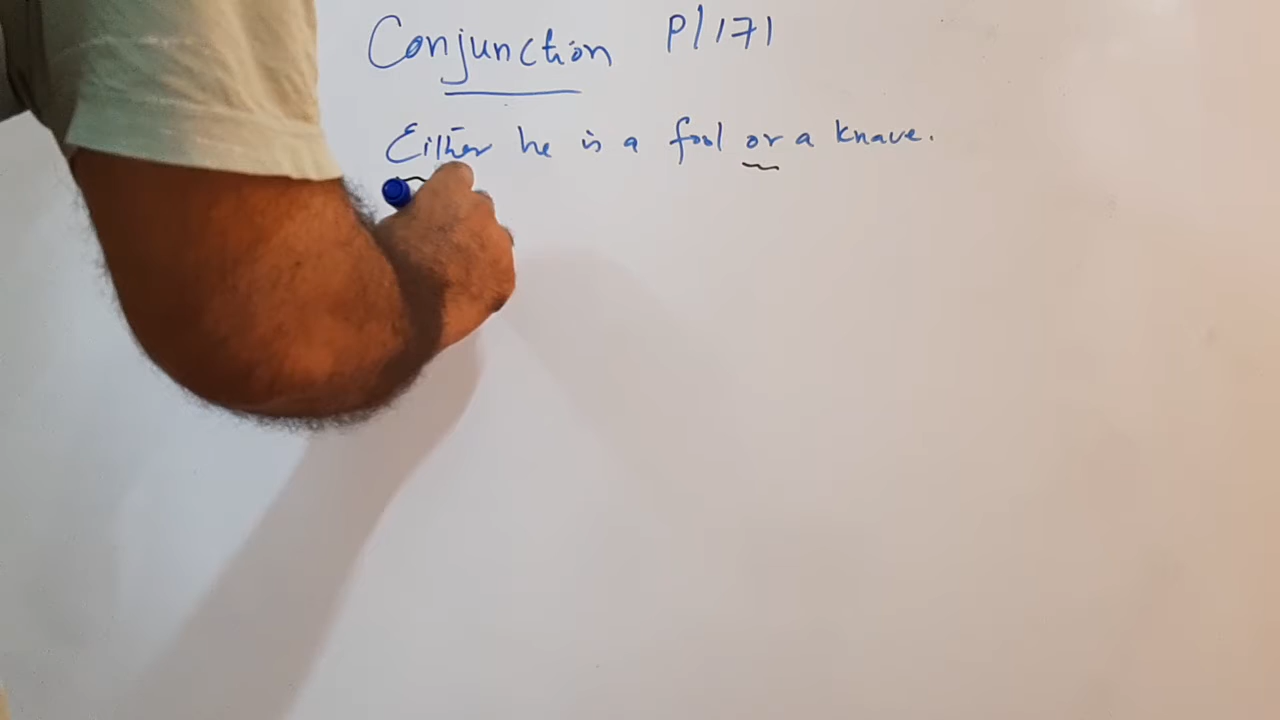 Conjunction P/171
Either he is a fool or a knave.